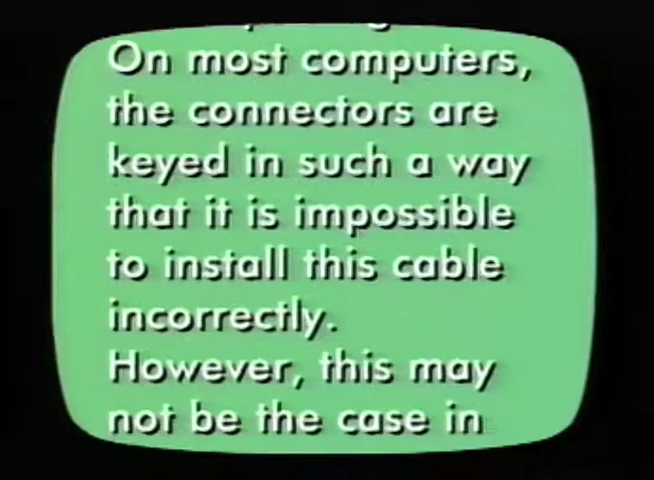 On most computers,
the connectors are
keyed in such a way
that it is impossible
to install this cable
incorrectly.
However, this may
not be the case in